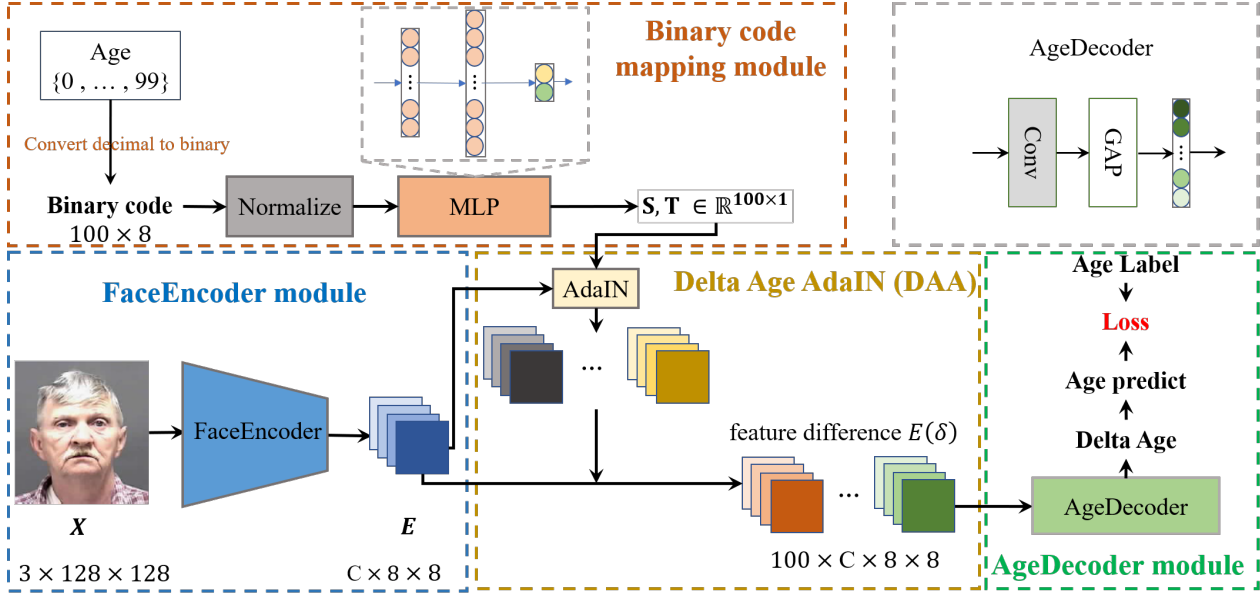 Age
{0 , … , 99}
Convert decimal to binary
Binary code
100 × 8
Normalize
MLP
S, T ∈ ℝ^{100×1}
Binary code
mapping module
AgeDecoder
Conv
GAP
FaceEncoder module
FaceEncoder
X
3 × 128 × 128
E
C × 8 × 8
Delta Age AdaIN (DAA)
AdaIN
...
feature difference E(δ)
...
100 × C × 8 × 8
Age Label
Loss
Age predict
Delta Age
AgeDecoder
AgeDecoder module